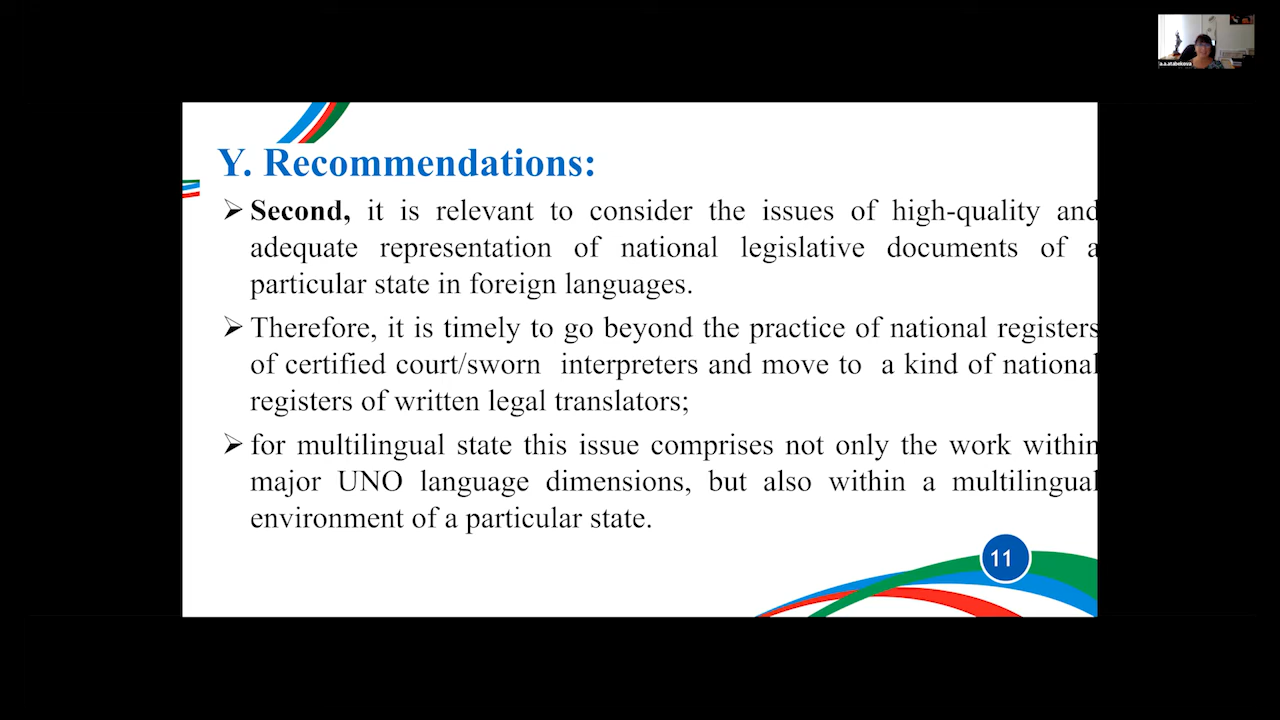 a.a.atabekova
Y. Recommendations:
➢ Second, it is relevant to consider the issues of high-quality and
adequate representation of national legislative documents of a
particular state in foreign languages.
➢ Therefore, it is timely to go beyond the practice of national registers
of certified court/sworn interpreters and move to a kind of national
registers of written legal translators;
➢ for multilingual state this issue comprises not only the work within
major UNO language dimensions, but also within a multilingual
environment of a particular state.
11